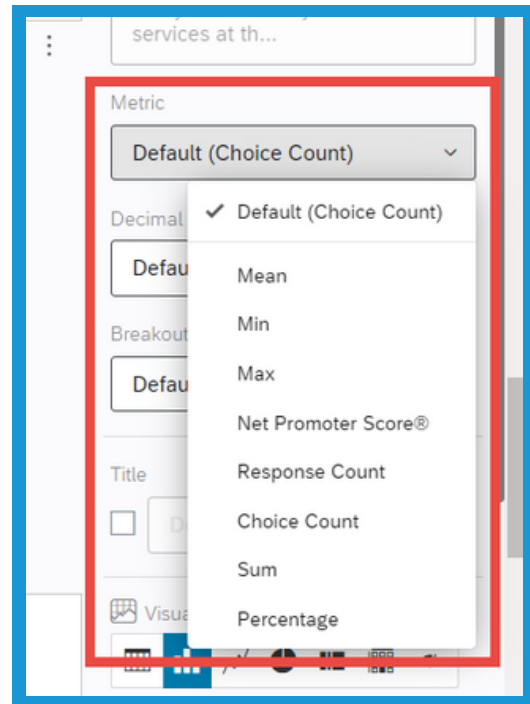 services at th...
Metric
Default (Choice Count)
Decimal
Default (Choice Count)
Defau
Mean
Breakout
Min
Max
Defau
Net Promoter Score®
Title
Response Count
Choice Count
Sum
Visua
Percentage